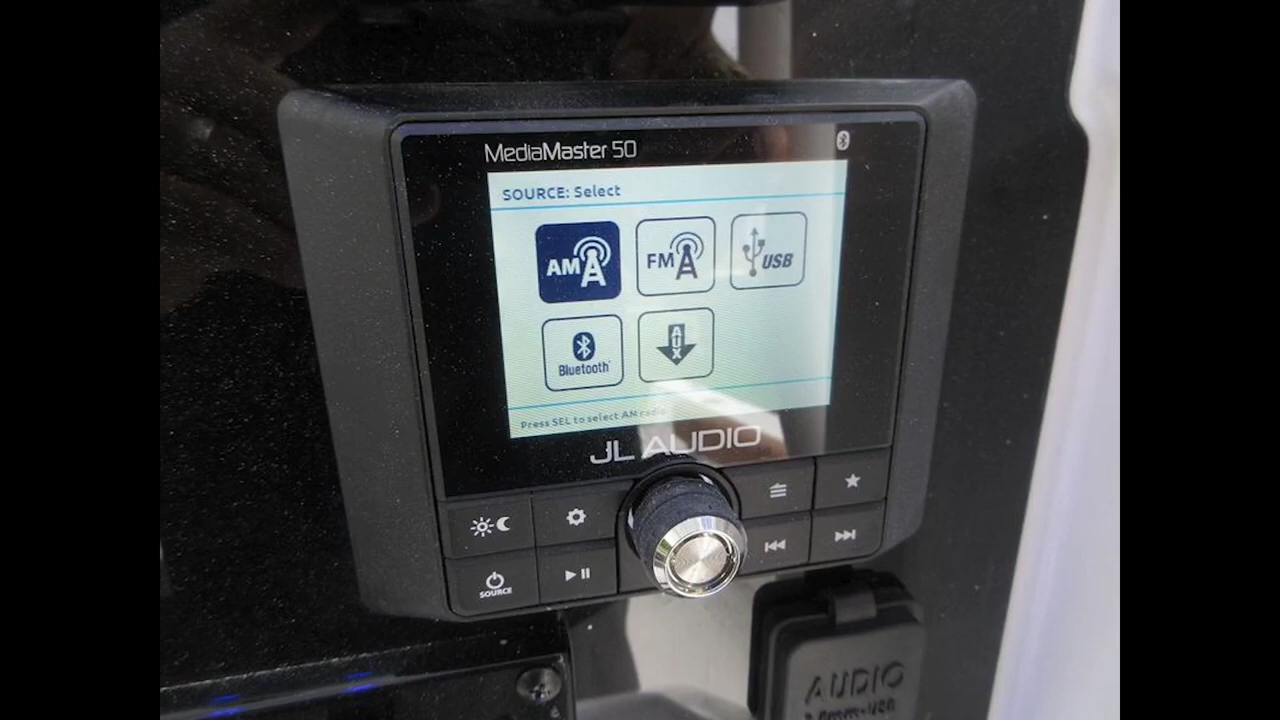 MediaMaster 50
SOURCE: Select
AM
FM
USB
Bluetooth
AUX
Press SEL to select AM radio
JL AUDIO
SOURCE
AUDIO